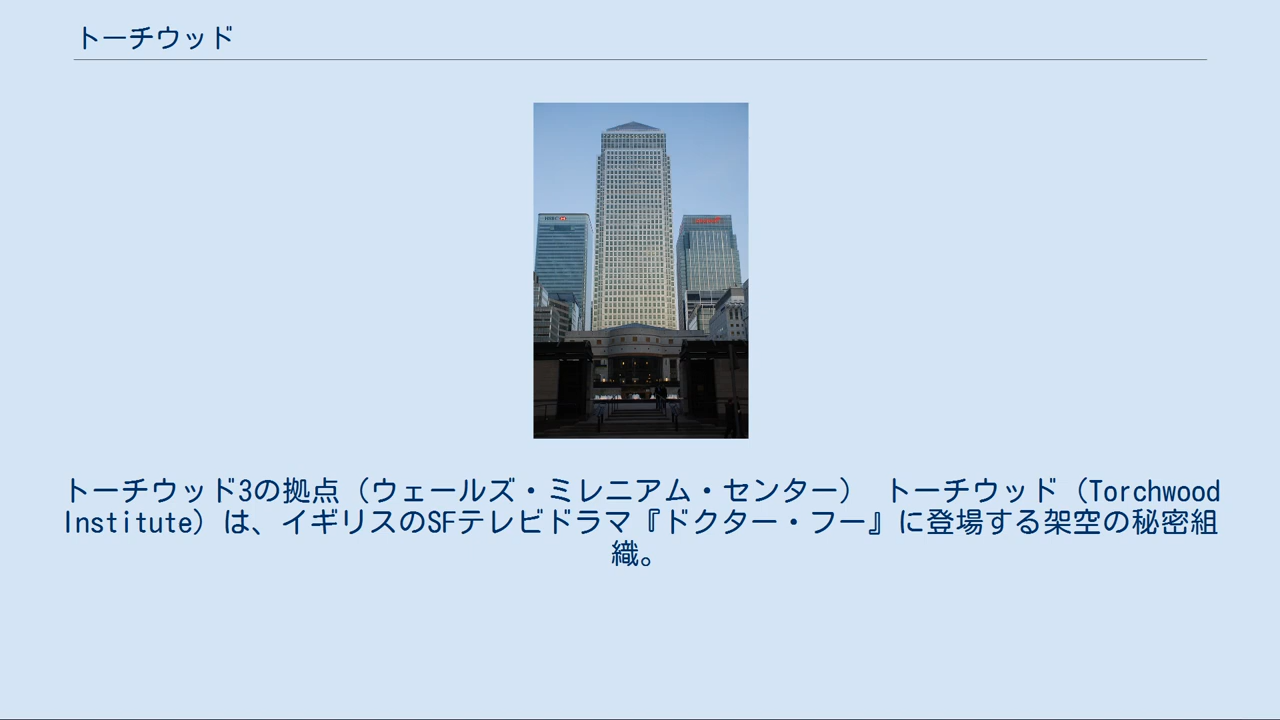 トーチウッド
HSBC
トーチウッド3の拠点（ウェールズ・ミレニアム・センター）　トーチウッド（Torchwood
Institute）は、イギリスのSFテレビドラマ『ドクター・フー』に登場する架空の秘密組
織。